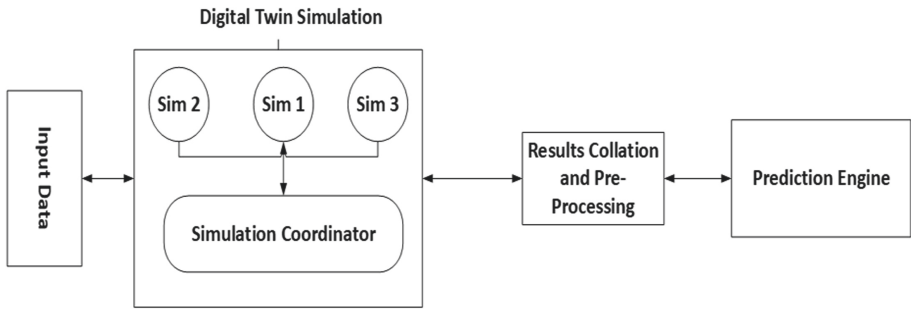 Digital Twin Simulation
Input Data
Sim 2
Sim 1
Sim 3
Simulation Coordinator
Results Collation
and Pre-
Processing
Prediction Engine